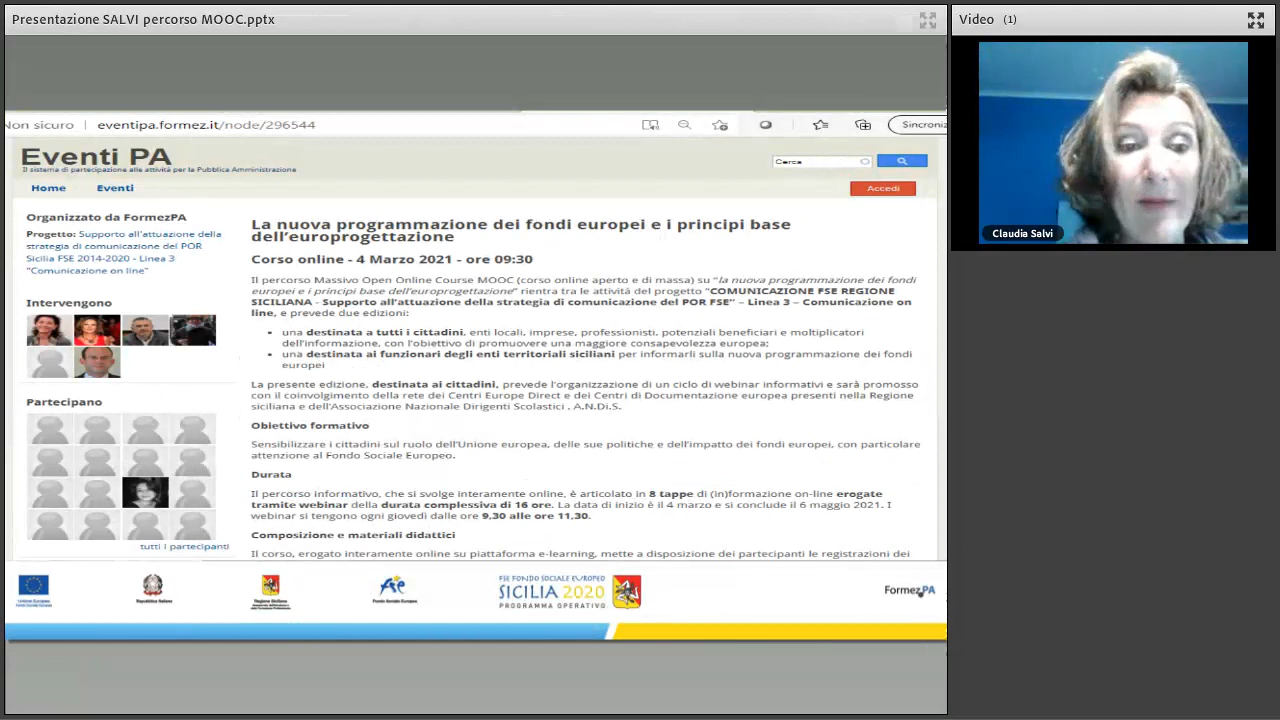 Presentazione SALVI percorso MOOC.pptx
Video (1)
Claudia Salvi
Non sicuro
eventipa.formez.it/node/296544
Sincroniz
Eventi PA
Il sistema di partecipazione alle attività per la Pubblica Amministrazione
Cerca
Home Eventi
Accedi
Organizzato da FormezPA
Progetto: Supporto all'attuazione della
strategia di comunicazione del POR
Sicilia FSE 2014-2020 - Linea 3
"Comunicazione on line"
Intervengono
Partecipano
tutti i partecipanti
La nuova programmazione dei fondi europei e i principi base
dell'europrogettazione
Corso online - 4 Marzo 2021 - ore 09:30
Il percorso Massivo Open Online Course MOOC (corso online aperto e di massa) su "la nuova programmazione dei fondi
europei e i principi base dell'europrogettazione" rientra tra le attività del progetto "COMUNICAZIONE FSE REGIONE
SICILIANA - Supporto all'attuazione della strategia di comunicazione del POR FSE" – Linea 3 – Comunicazione on
line, e prevede due edizioni:
• una destinata a tutti i cittadini, enti locali, imprese, professionisti, potenziali beneficiari e moltiplicatori
dell'informazione, con l'obiettivo di promuovere una maggiore consapevolezza europea;
• una destinata ai funzionari degli enti territoriali siciliani per informarli sulla nuova programmazione dei fondi
europei
La presente edizione, destinata ai cittadini, prevede l'organizzazione di un ciclo di webinar informativi e sarà promosso
con il coinvolgimento della rete dei Centri Europe Direct e dei Centri di Documentazione europea presenti nella Regione
siciliana e dell'Associazione Nazionale Dirigenti Scolastici , A.N.Di.S.
Obiettivo formativo
Sensibilizzare i cittadini sul ruolo dell'Unione europea, delle sue politiche e dell'impatto dei fondi europei, con particolare
attenzione al Fondo Sociale Europeo.
Durata
Il percorso informativo, che si svolge interamente online, è articolato in 8 tappe di (in)formazione on-line erogate
tramite webinar della durata complessiva di 16 ore. La data di inizio è il 4 marzo e si conclude il 6 maggio 2021. I
webinar si tengono ogni giovedì dalle ore 9,30 alle ore 11,30.
Composizione e materiali didattici
Il corso, erogato interamente online su piattaforma e-learning, mette a disposizione dei partecipanti le registrazioni dei
Unione Europea
Fondo Sociale Europeo
Repubblica Italiana
Regione Siciliana
fse
Fondo Sociale Europeo
FSE FONDO SOCIALE EUROPEO
SICILIA 2020
PROGRAMMA OPERATIVO
FormezPA